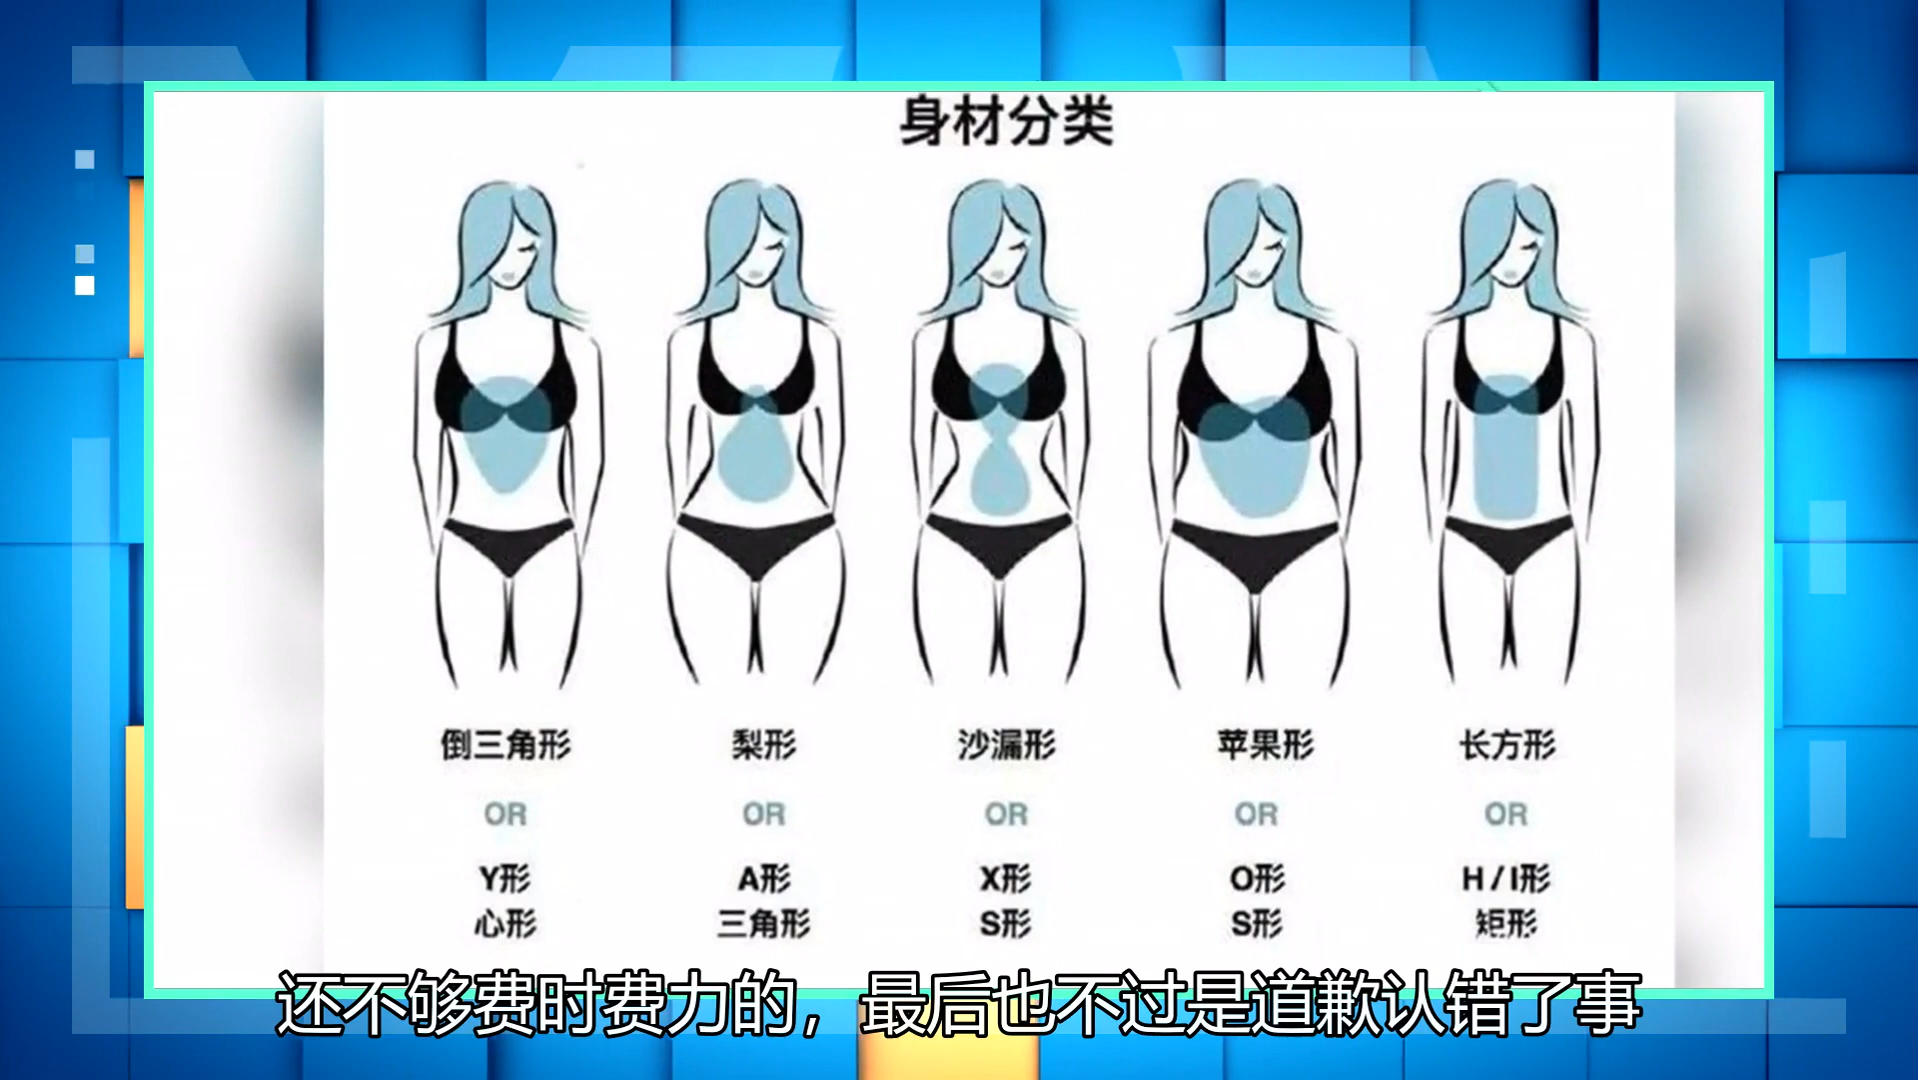 身材分类
倒三角形 梨形 沙漏形 苹果形 长方形
OR OR OR OR OR
Y形 A形 X形 O形 H/I形
心形 三角形 S形 S形 矩形
还不够费时费力的，最后也不过是道歉认错了事